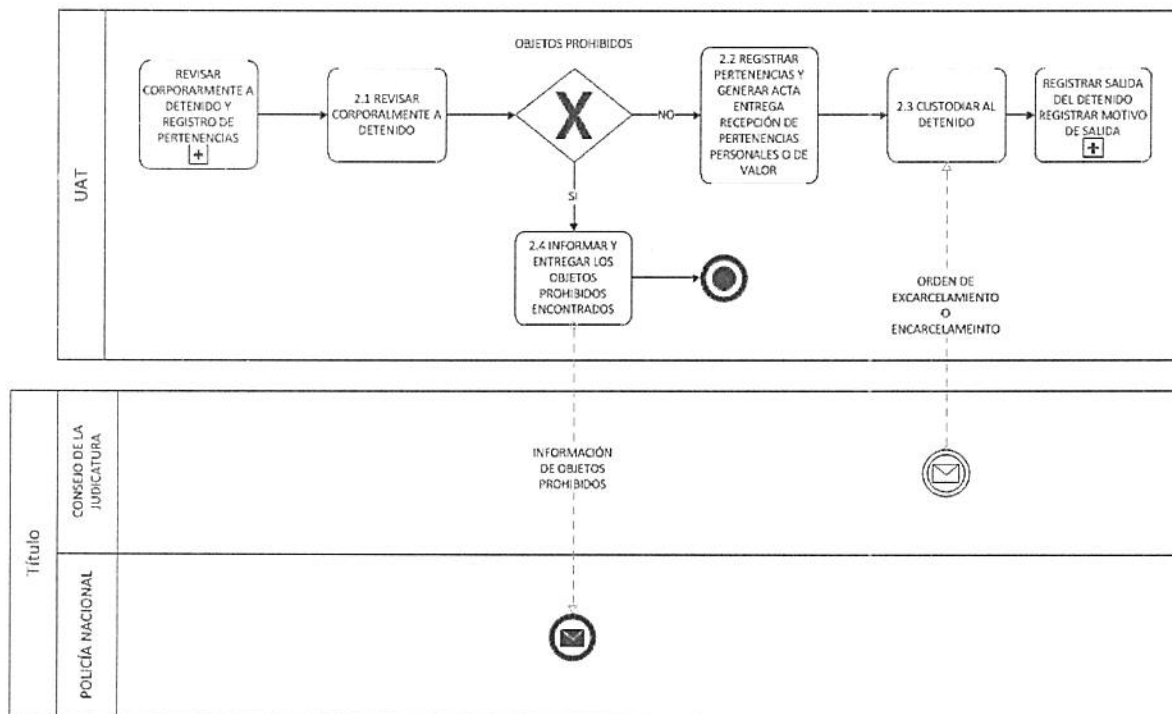 UAT
REVISAR
CORPORARMENTE A
DETENIDO Y
REGISTRO DE
PERTENENCIAS
2.1 REVISAR
CORPORALMENTE A
DETENIDO
OBJETOS PROHIBIDOS
NO
SI
2.2 REGISTRAR
PERTENENCIAS Y
GENERAR ACTA
ENTREGA
RECEPCIÓN DE
PERTENENCIAS
PERSONALES O DE
VALOR
2.3 CUSTODIAR AL
DETENIDO
REGISTRAR SALIDA
DEL DETENIDO
REGISTRAR MOTIVO
DE SALIDA
2.4 INFORMAR Y
ENTREGAR LOS
OBJETOS
PROHIBIDOS
ENCONTRADOS
ORDEN DE
EXCARCELAMIENTO
O
ENCARCELAMEINTO
Título
CONSEJO DE LA
JUDICATURA
INFORMACIÓN
DE OBJETOS
PROHIBIDOS
POLICÍA NACIONAL